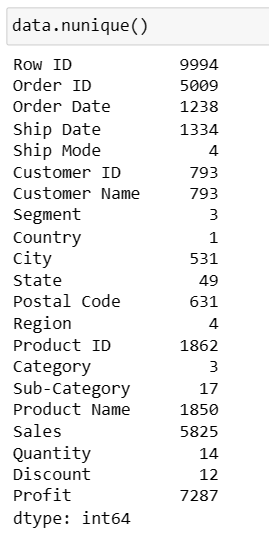 data.nunique()
Row ID 9994
Order ID 5009
Order Date 1238
Ship Date 1334
Ship Mode 4
Customer ID 793
Customer Name 793
Segment 3
Country 1
City 531
State 49
Postal Code 631
Region 4
Product ID 1862
Category 3
Sub-Category 17
Product Name 1850
Sales 5825
Quantity 14
Discount 12
Profit 7287
dtype: int64